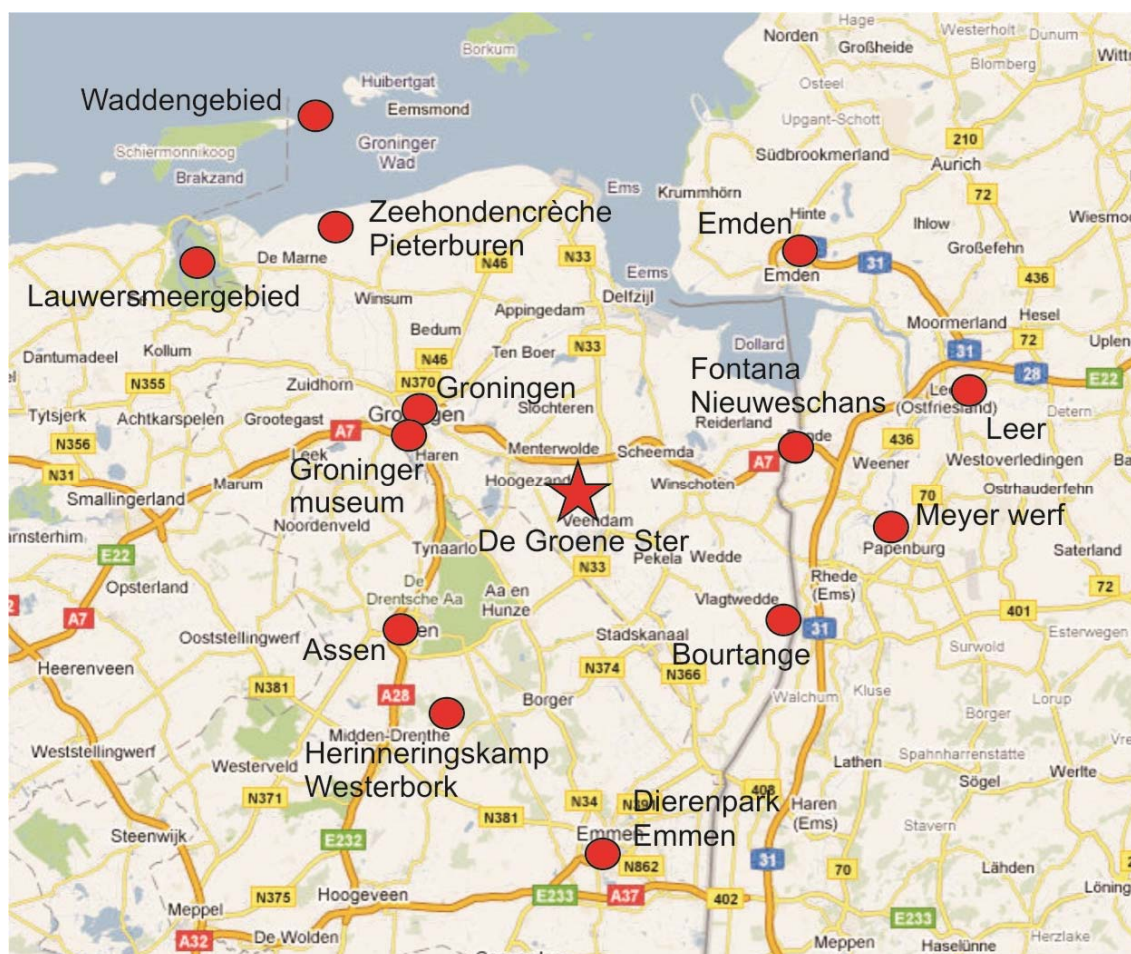 Hage
Westerholt
Dunum
Norden
Großheide
Borkum
Blomberg
Osteel
Huibertgat
Waddengebied
Eemsmond
Upgant-Schott
210
Schiermonnikoog
Groninger
Wad
Südbrookmerland
Aurich
Brakzand
Ems
Krummhörn
72
Zeehondencrèche
Pieterburen
Emden
Hinte
Ihlow
Wiesmoor
Großefehn
De Marne
N46
N33
Eems
Emden
31
436
Lauwersmeergebied
Winsum
Appingedam
Delfzijl
Hesel
Bedum
Moormerland
72
Dantumadeel
Kollum
N46
Ten Boer
N33
Dollard
31
28
E22
Fontana
Nieuweschans
N355
Zuidhorn
N370
Groningen
Slochteren
(Ostfriesland)
Detern
Tytsjerk
Achtkarspelen
Grootegast
A7
Reiderland
Leer
N356
Haren
Menterwolde
Scheemda
A7
436
Westoverledingen
N31
Leek
Groninger
museum
Hoogezand
Winschoten
Weener
Marum
Smallingerland
70
Ostrhauderfehn
Noordenveld
Veendam
Meyer werf
E22
Tynaarlo
De Groene Ster
Papenburg
Saterland
Opsterland
N33
Pekela
Wedde
De
Drentsche Aa
Aa en
Hunze
Rhede
(Ems)
72
A7
Vlagtwedde
401
Ooststellingwerf
Assen
Stadskanaal
31
Esterwegen
Surwold
Heerenveen
Bourtange
N381
A28
N374
N366
Walchum
Kluse
Lorup
Borger
Börger
Midden-Drenthe
Weststellingwerf
Westerveld
Herinneringskamp
Westerbork
Lathen
Spahnharrenstätte
Werlte
Sögel
N371
N34
N391
Dierenpark
Emmen
Haren
(Ems)
N381
Steenwijk
E232
Emmen
Stavern
N862
31
70
Lähden
N375
Hoogeveen
E233
A37
402
Meppel
E233
A32
De Wolden
Meppen
Haselünne
Herzlake